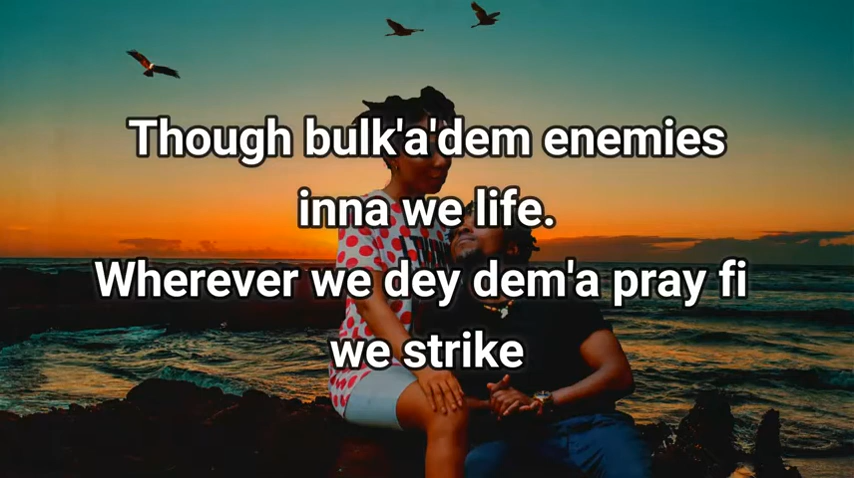 Though bulk'a'dem enemies
inna we life.
Wherever we dey dem'a pray fi
we strike